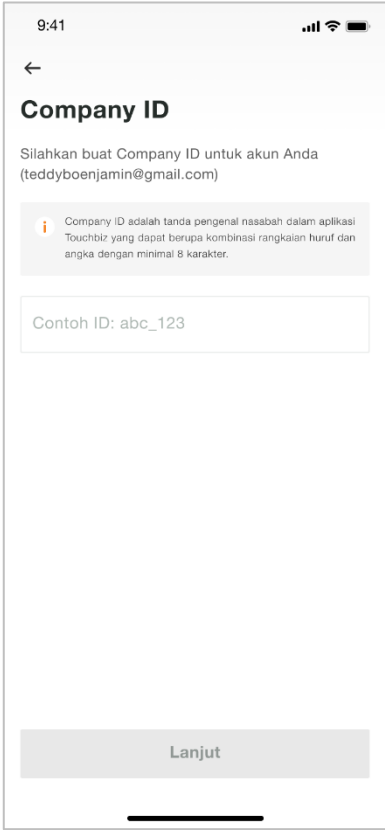 9:41
Company ID
Silahkan buat Company ID untuk akun Anda
(teddyboenjamin@gmail.com)
i
Company ID adalah tanda pengenal nasabah dalam aplikasi
Touchbiz yang dapat berupa kombinasi rangkaian huruf dan
angka dengan minimal 8 karakter.
Contoh ID: abc_123
Lanjut